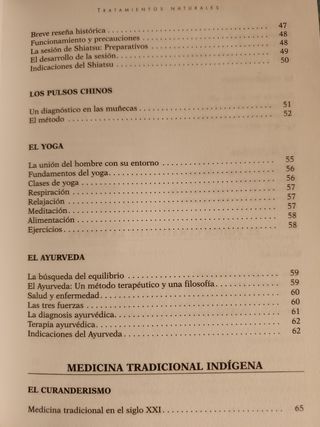 TRATAMIENTOS NATURALES
Breve reseña histórica . . . . . . . . . . . . . . . . . . . . . . . . 47
Funcionamiento y precauciones . . . . . . . . . . . . . . . . . . . . 48
La sesión de Shiatsu: Preparativos . . . . . . . . . . . . . . . . . . 48
El desarrollo de la sesión. . . . . . . . . . . . . . . . . . . . . . . 49
Indicaciones del Shiatsu . . . . . . . . . . . . . . . . . . . . . . . 50
LOS PULSOS CHINOS
Un diagnóstico en las muñecas . . . . . . . . . . . . . . . . . . . . 51
El método . . . . . . . . . . . . . . . . . . . . . . . . . . . . . . 52
EL YOGA
La unión del hombre con su entorno . . . . . . . . . . . . . . . . . . 55
Fundamentos del yoga. . . . . . . . . . . . . . . . . . . . . . . . . 56
Clases de yoga . . . . . . . . . . . . . . . . . . . . . . . . . . . . 56
Respiración . . . . . . . . . . . . . . . . . . . . . . . . . . . . . 57
Relajación . . . . . . . . . . . . . . . . . . . . . . . . . . . . . . 57
Meditación. . . . . . . . . . . . . . . . . . . . . . . . . . . . . . 57
Alimentación . . . . . . . . . . . . . . . . . . . . . . . . . . . . . 58
Ejercicios. . . . . . . . . . . . . . . . . . . . . . . . . . . . . . 58
EL AYURVEDA
La búsqueda del equilibrio . . . . . . . . . . . . . . . . . . . . . . 59
El Ayurveda: Un método terapéutico y una filosofía. . . . . . . . . . . 59
Salud y enfermedad. . . . . . . . . . . . . . . . . . . . . . . . . . 60
Las tres fuerzas . . . . . . . . . . . . . . . . . . . . . . . . . . . 60
La diagnosis ayurvédica. . . . . . . . . . . . . . . . . . . . . . . . 61
Terapia ayurvédica. . . . . . . . . . . . . . . . . . . . . . . . . . 62
Indicaciones del Ayurveda . . . . . . . . . . . . . . . . . . . . . . 62
MEDICINA TRADICIONAL INDÍGENA
EL CURANDERISMO
Medicina tradicional en el siglo XXI. . . . . . . . . . . . . . . . . . 65